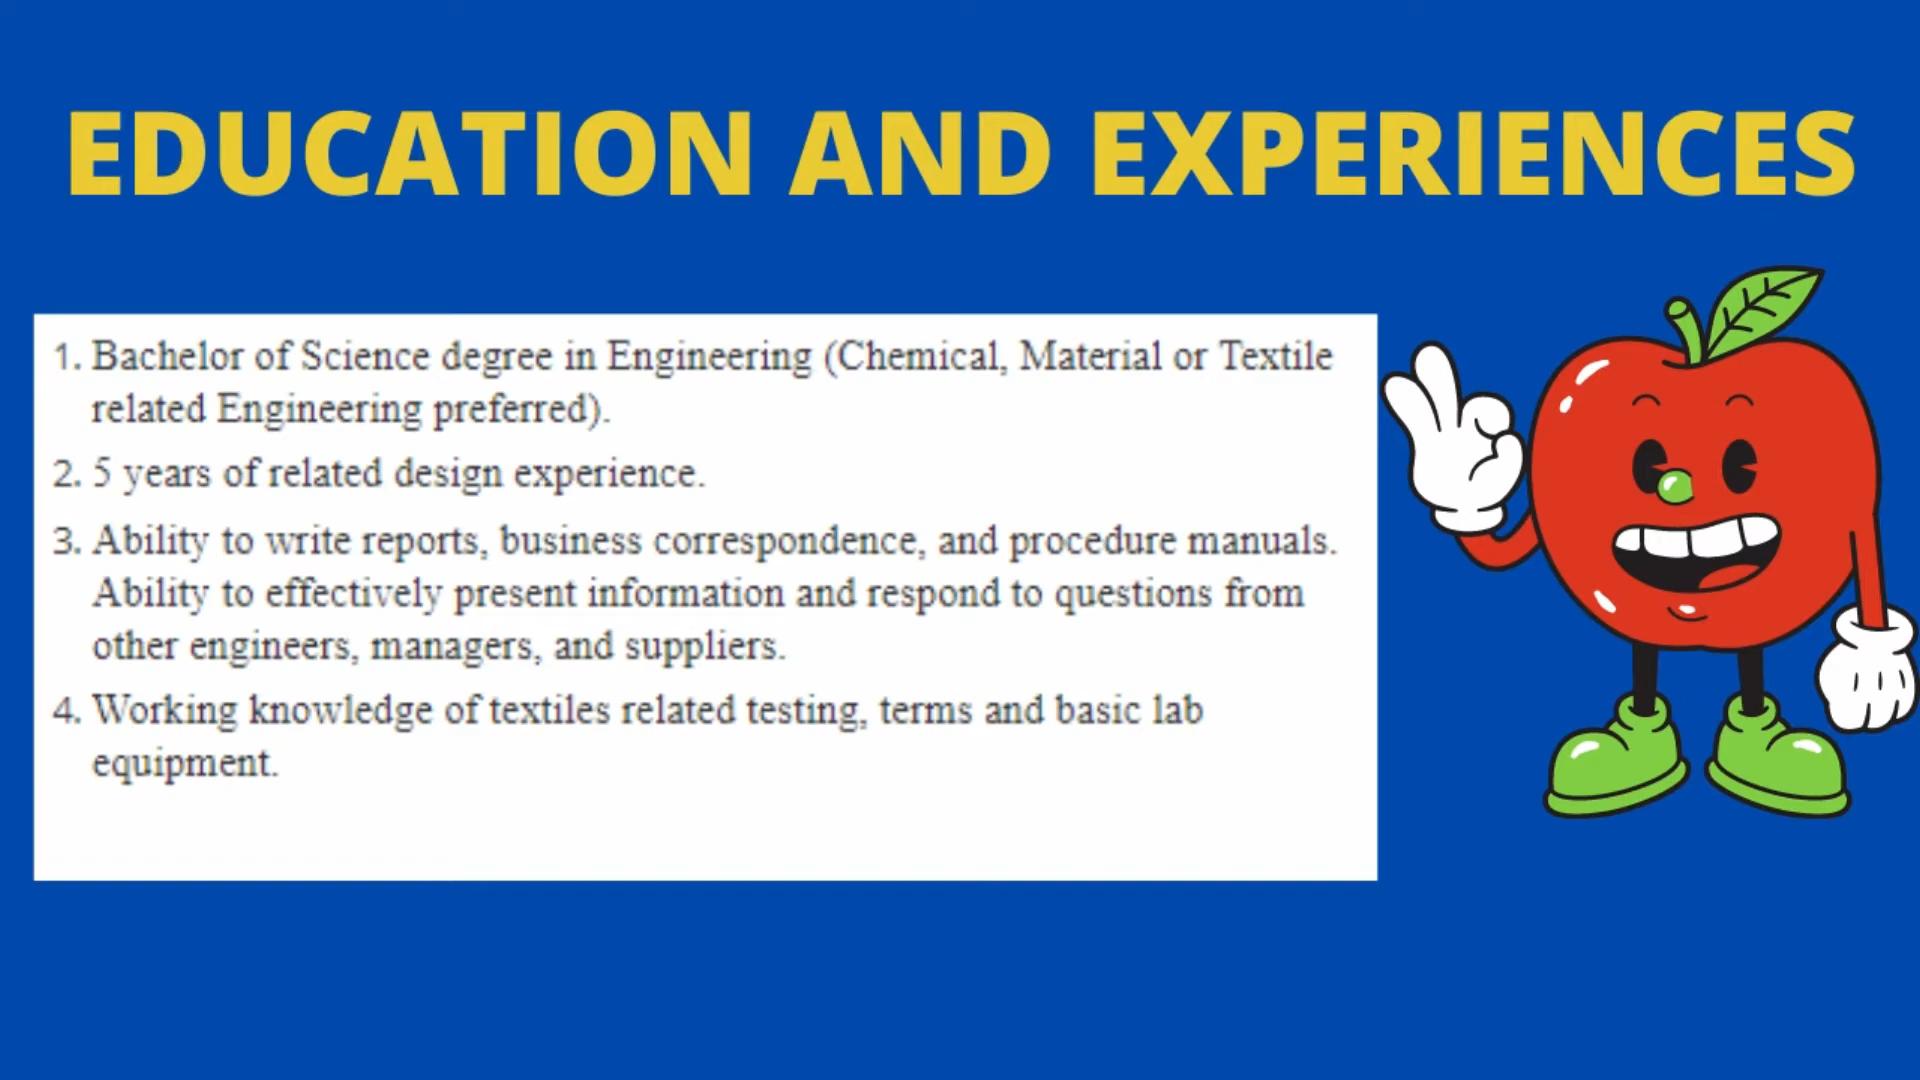 EDUCATION AND EXPERIENCES
1. Bachelor of Science degree in Engineering (Chemical, Material or Textile
related Engineering preferred).
2. 5 years of related design experience.
3. Ability to write reports, business correspondence, and procedure manuals.
Ability to effectively present information and respond to questions from
other engineers, managers, and suppliers.
4. Working knowledge of textiles related testing, terms and basic lab
equipment.